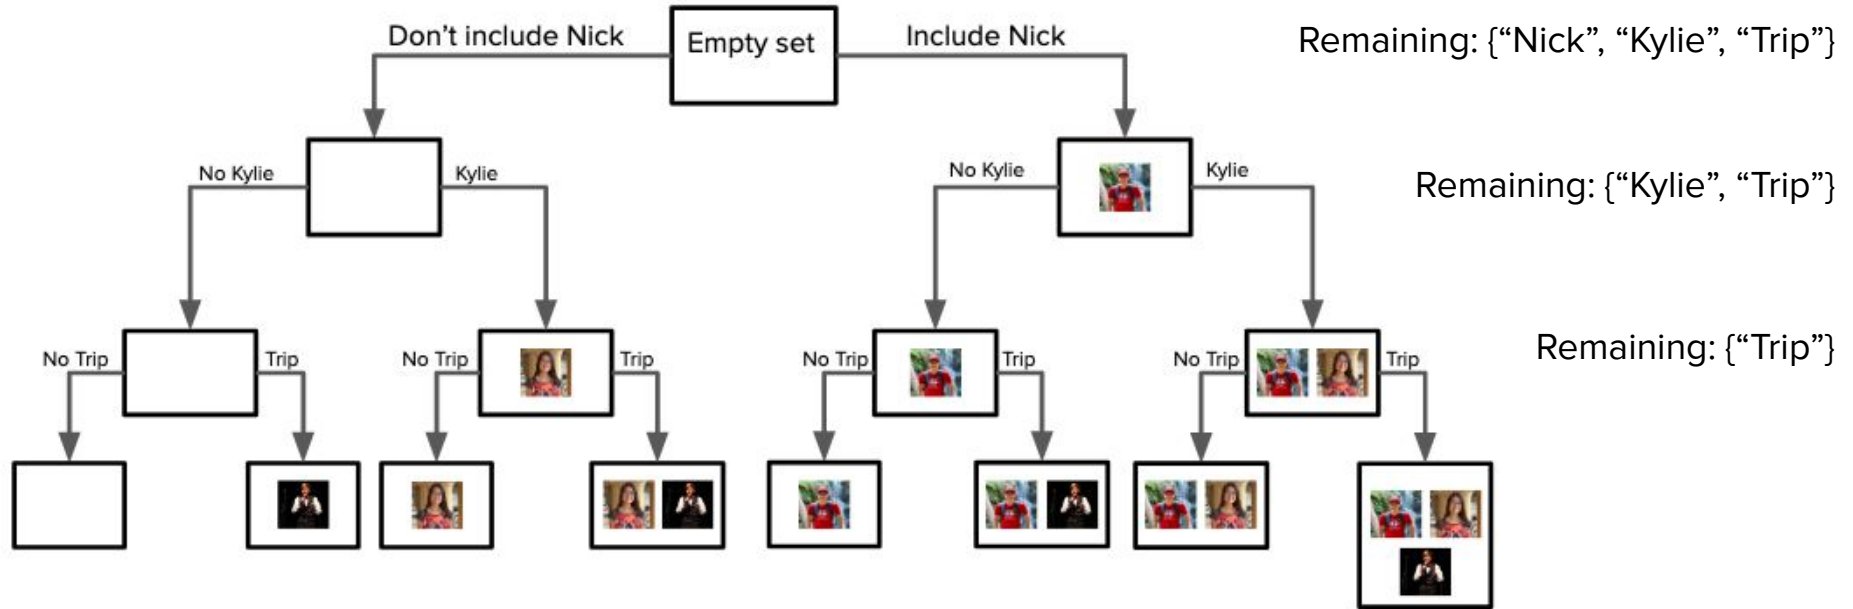 Don't include Nick
Empty set
Include Nick
Remaining: {“Nick”, “Kylie”, “Trip”}
No Kylie
Kylie
No Kylie
Kylie
Remaining: {“Kylie”, “Trip”}
No Trip
Trip
No Trip
Trip
No Trip
Trip
No Trip
Trip
Remaining: {“Trip”}